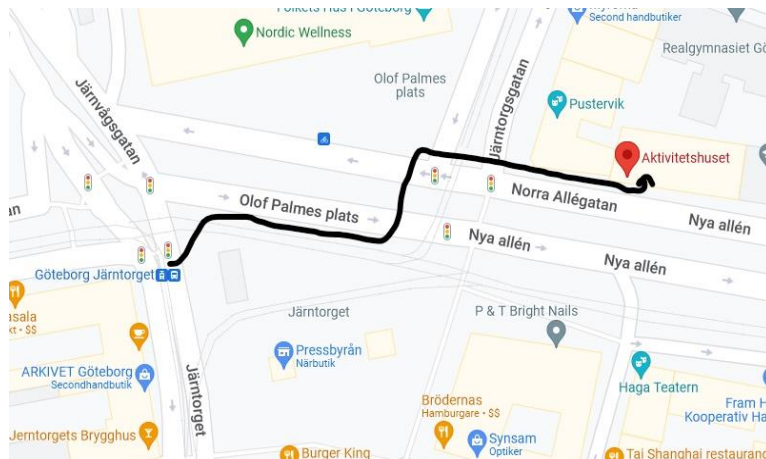 Folkets Hus i Göteborg
Second handbutiker
Nordic Wellness
Realgymnasiet Gö
Olof Palmes
plats
Järnvågsgatan
Pustervik
Järntorgsgatan
Aktivitetshuset
Olof Palmes plats
Norra Allégatan
Nya allén
Nya allén
Nya allén
an
Göteborg Järntorget
asala
kt • $$
Järntorget
P & T Bright Nails
Pressbyrån
Närbutik
ARKIVET Göteborg
Secondhandbutik
Järntorget
Haga Teatern
Brödernas
Hamburgare • $$
Fram H
Kooperativ Ha
Jerntorgets Brygghus
Synsam
Optiker
Burger King
Tai Shanghai restaurang